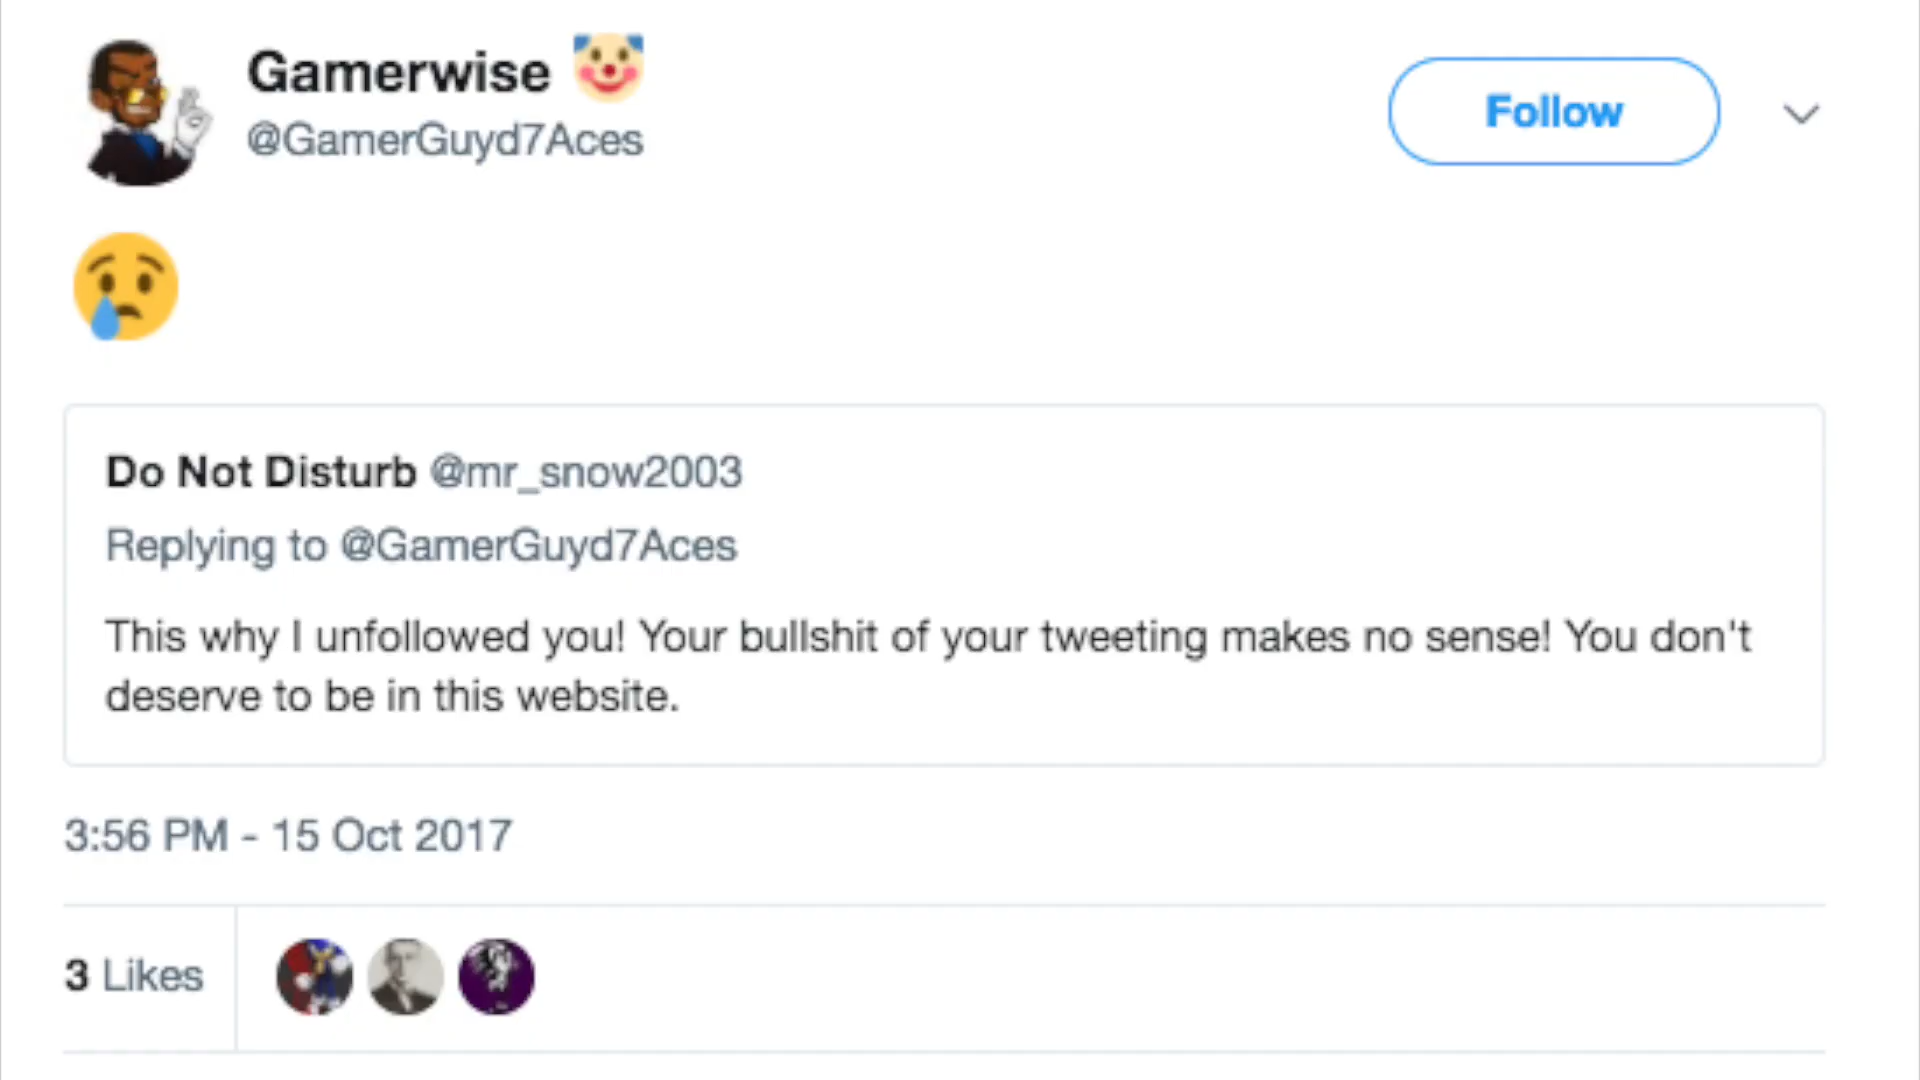 Gamerwise 🤡
@GamerGuyd7Aces
Follow
😢
Do Not Disturb @mr_snow2003
Replying to @GamerGuyd7Aces
This why I unfollowed you! Your bullshit of your tweeting makes no sense! You don't
deserve to be in this website.
3:56 PM - 15 Oct 2017
3 Likes